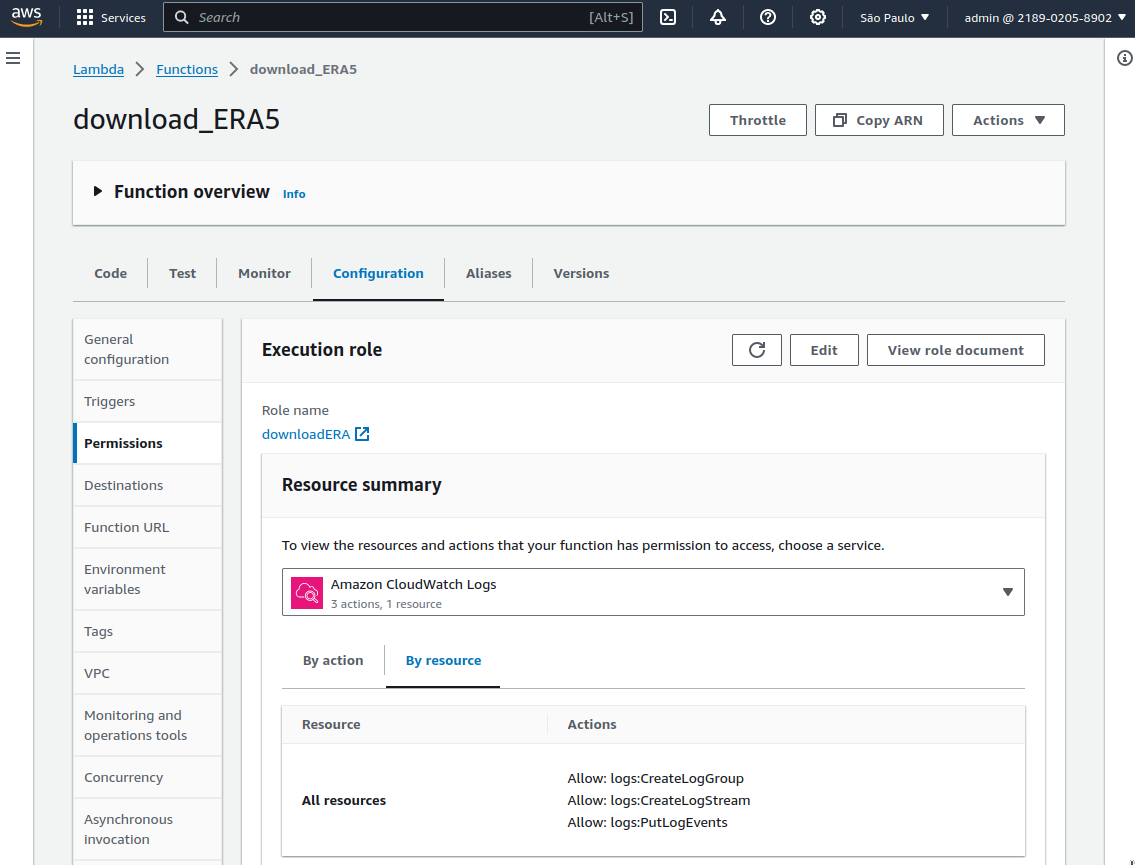 aws
Services
Search
[Alt+S]
São Paulo
admin @ 2189-0205-8902
Lambda
Functions
download_ERA5
download_ERA5
Throttle
Copy ARN
Actions
Function overview
Info
Code
Test
Monitor
Configuration
Aliases
Versions
General
configuration
Triggers
Permissions
Destinations
Function URL
Environment
variables
Tags
VPC
Monitoring and
operations tools
Concurrency
Asynchronous
invocation
Execution role
Edit
View role document
Role name
downloadERA
Resource summary
To view the resources and actions that your function has permission to access, choose a service.
Amazon CloudWatch Logs
3 actions, 1 resource
By action
By resource
Resource
Actions
All resources
Allow: logs:CreateLogGroup
Allow: logs:CreateLogStream
Allow: logs:PutLogEvents